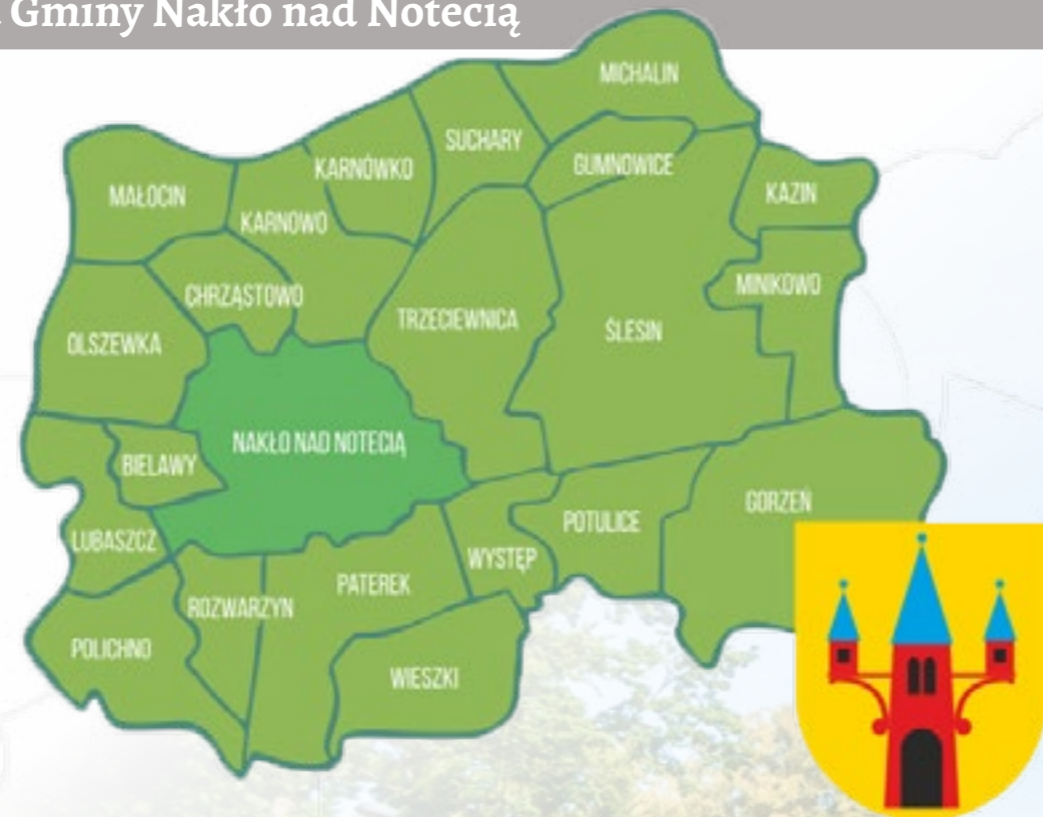 Gminy Nakło nad Notecią
MICHALIN
SUCHARY
GUMNOWICE
KARNÓWKO
KAZIN
MAŁOCIN
KARNOWO
MINIKOWO
CHRZĄSTOWO
TRZECIEWNICA
ŚLESIN
OLSZEWKA
NAKŁO NAD NOTECIĄ
BIELAWY
GORZEŃ
POTULICE
LUBASZCZ
WYSTĘP
PATEREK
ROZWARZYN
POLICHNO
WIESZKI